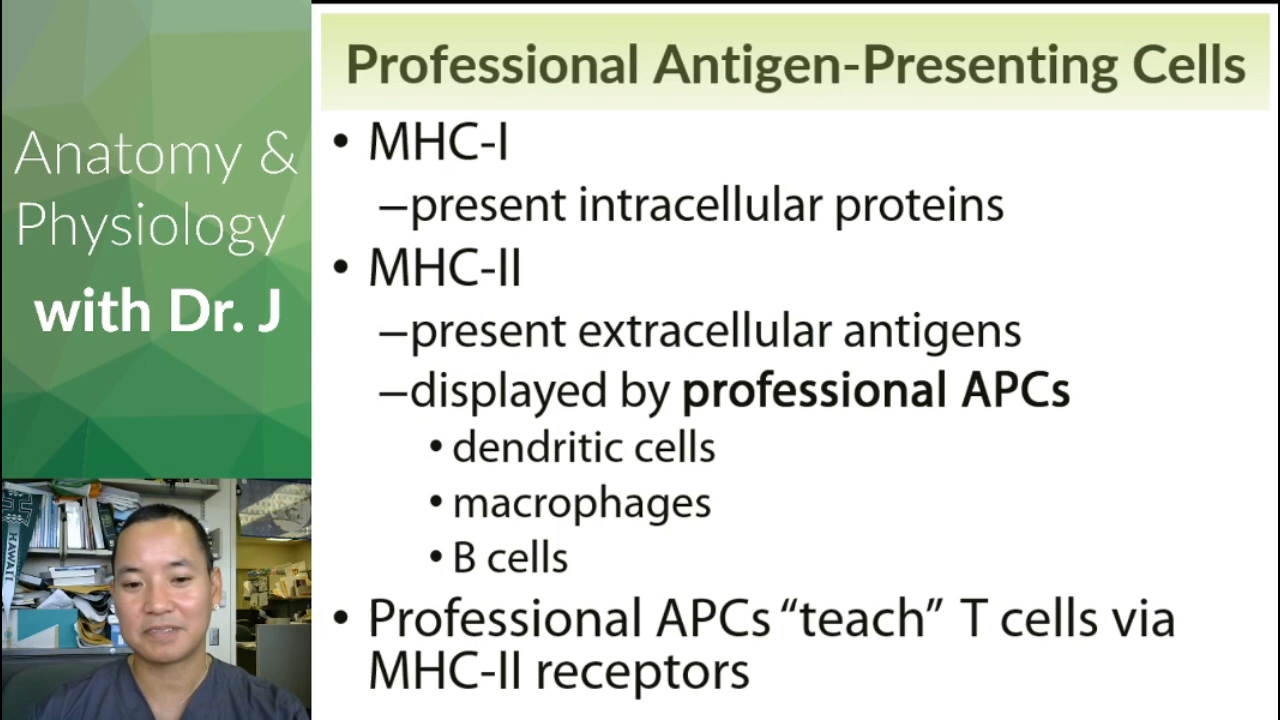 Professional Antigen-Presenting Cells
Anatomy &
Physiology
with Dr. J
• MHC-I
–present intracellular proteins
• MHC-II
–present extracellular antigens
–displayed by professional APCs
• dendritic cells
• macrophages
• B cells
• Professional APCs “teach” T cells via
MHC-II receptors
HAWAII